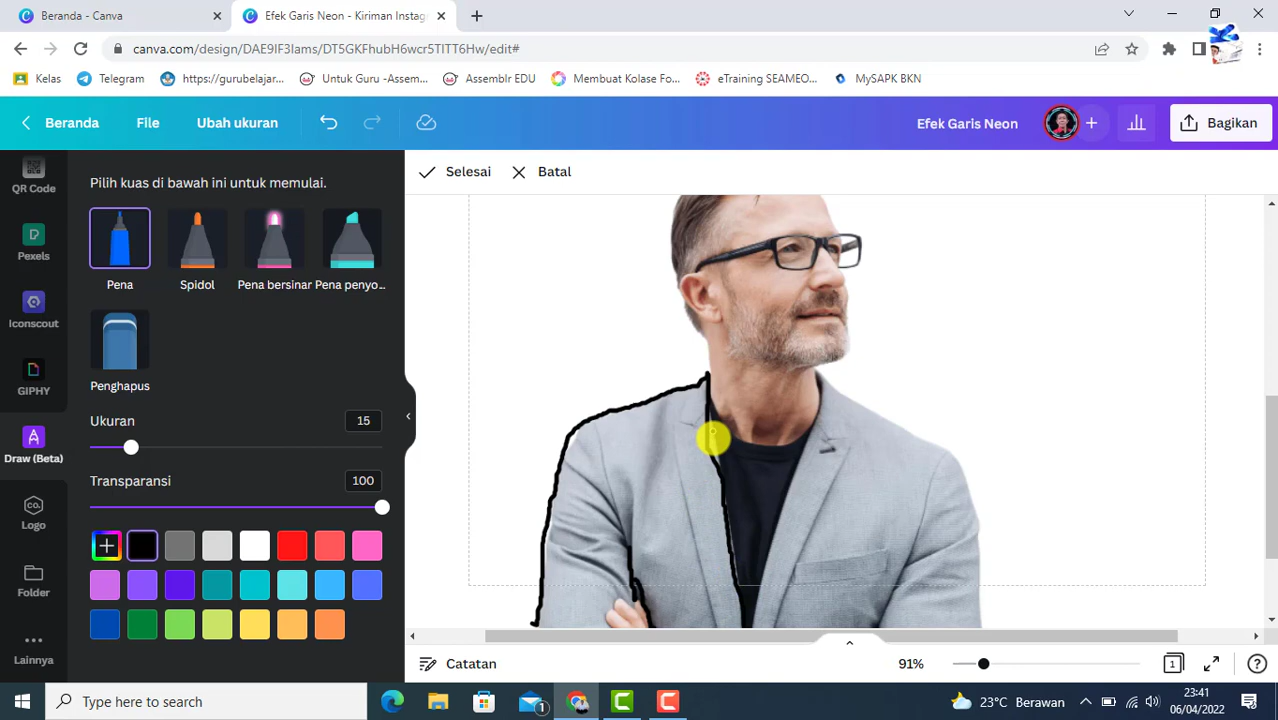 Beranda - Canva
Efek Garis Neon - Kiriman Instag
canva.com/design/DAE9IF3Iams/DT5GKFhubH6wcr5TITT6Hw/edit#
Kelas
Telegram
https://gurubelajar...
Untuk Guru -Assem...
Assemblr EDU
Membuat Kolase Fo...
iTraining SEAMEO...
MySAPK BKN
Beranda
File
Ubah ukuran
Efek Garis Neon
Bagikan
QR Code
Pexels
Iconscout
GIPHY
Draw (Beta)
Logo
Folder
Lainnya
Pilih kuas di bawah ini untuk memulai.
Pena
Spidol
Pena bersinar
Pena penyo...
Penghapus
Ukuran
15
Transparansi
100
Selesai
Batal
Catatan
91%
1
Type here to search
1
23°C Berawan
23:41
06/04/2022